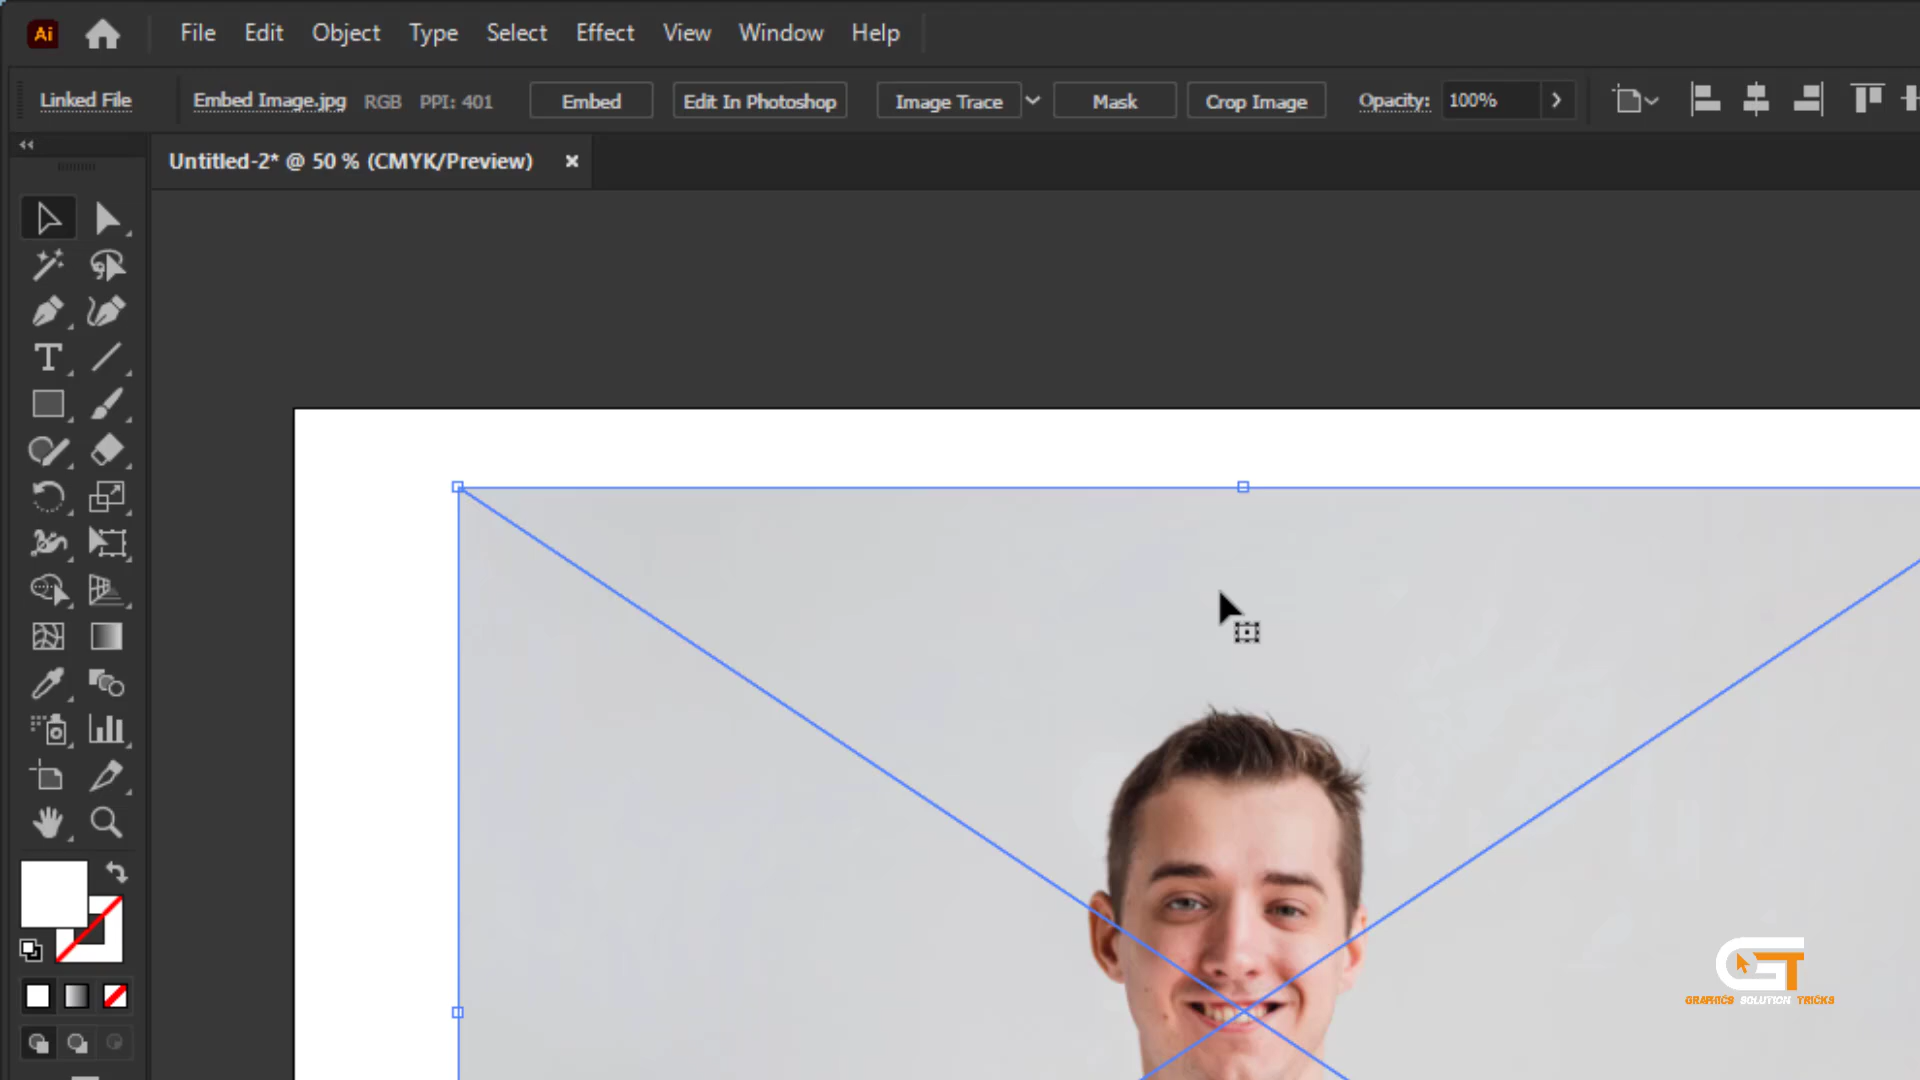 Ai File Edit Object Type Select Effect View Window Help
Linked File Embed Image.jpg RGB PPI: 401 Embed Edit In Photoshop Image Trace Mask Crop Image Opacity: 100%
Untitled-2* @ 50 % (CMYK/Preview) ×
T
GT
GRAPHICS SOLUTION TRICKS